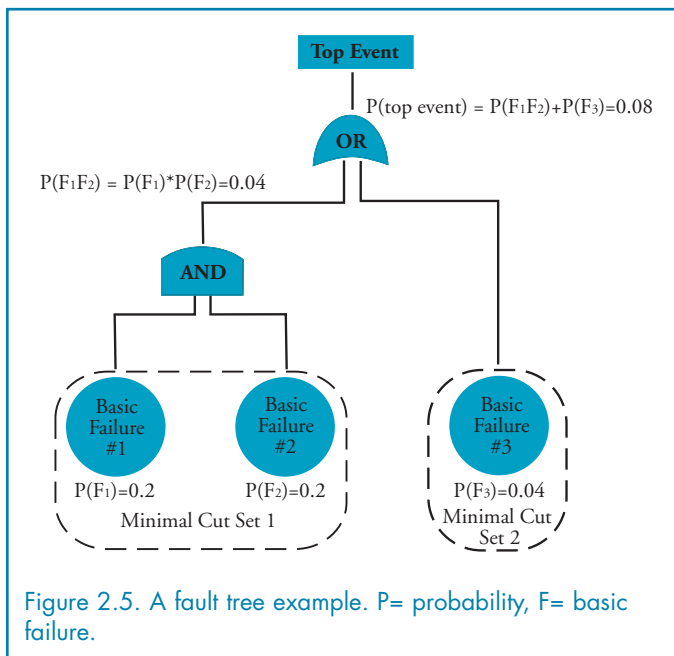 Top Event
P(top event) = P(F₁F₂)+P(F₃)=0.08
OR
P(F₁F₂) = P(F₁)*P(F₂)=0.04
AND
Basic
Failure
#1
Basic
Failure
#2
Basic
Failure
#3
P(F₁)=0.2
P(F₂)=0.2
P(F₃)=0.04
Minimal Cut Set 1
Minimal Cut
Set 2
Figure 2.5. A fault tree example. P= probability, F= basic
failure.